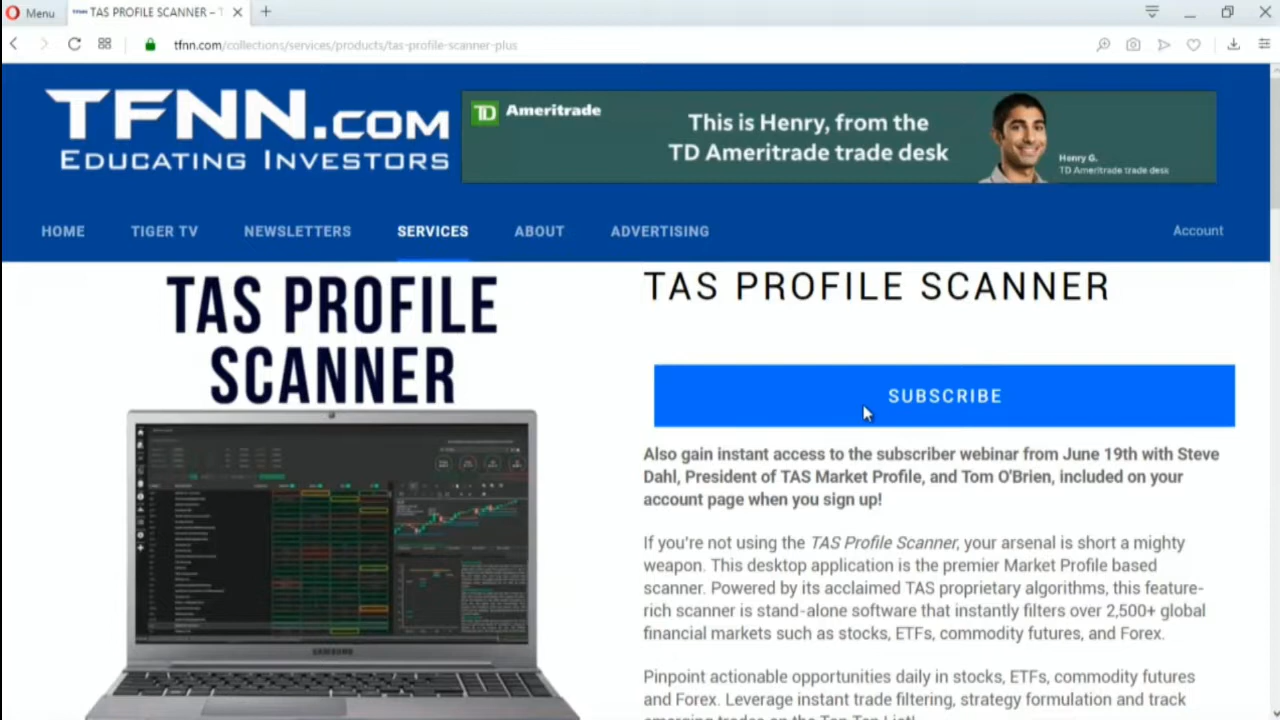 Menu
TAS PROFILE SCANNER – T
tfnn.com/collections/services/products/tas-profile-scanner-plus
TFNN.COM
EDUCATING INVESTORS
TD Ameritrade
This is Henry, from the
TD Ameritrade trade desk
Henry G.
TD Ameritrade trade desk
HOME
TIGER TV
NEWSLETTERS
SERVICES
ABOUT
ADVERTISING
Account
TAS PROFILE
SCANNER
SAMSUNG
TAS PROFILE SCANNER
SUBSCRIBE
Also gain instant access to the subscriber webinar from June 19th with Steve
Dahl, President of TAS Market Profile, and Tom O'Brien, included on your
account page when you sign up!
If you're not using the TAS Profile Scanner, your arsenal is short a mighty
weapon. This desktop application is the premier Market Profile based
scanner. Powered by its acclaimed TAS proprietary algorithms, this feature-
rich scanner is stand-alone software that instantly filters over 2,500+ global
financial markets such as stocks, ETFs, commodity futures, and Forex.
Pinpoint actionable opportunities daily in stocks, ETFs, commodity futures
and Forex. Leverage instant trade filtering, strategy formulation and track
emerging trades on the Top Ten List!